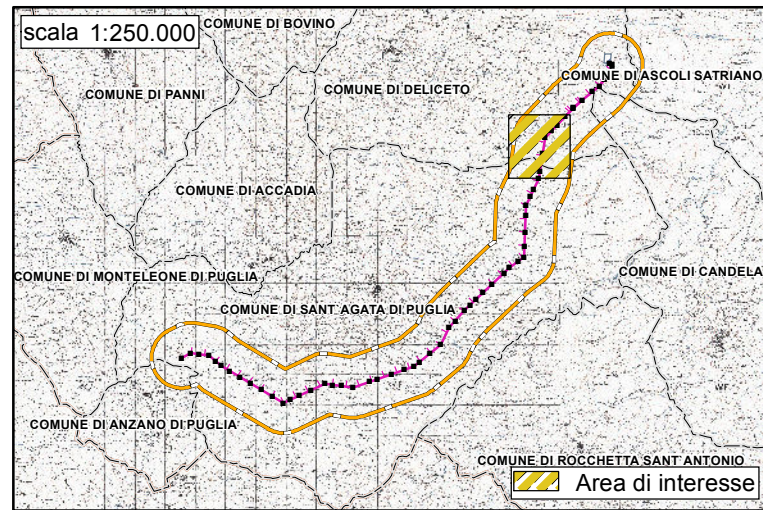 COMUNE DI BOVINO
scala 1:250.000
COMUNE DI ASCOLI SATRIANO
COMUNE DI PANNI
COMUNE DI DELICETO
COMUNE DI ACCADIA
COMUNE DI MONTELEONE DI PUGLIA
COMUNE DI CANDELA
COMUNE DI SANT`AGATA DI PUGLIA
COMUNE DI ANZANO DI PUGLIA
COMUNE DI ROCCHETTA SANT`ANTONIO
Area di interesse